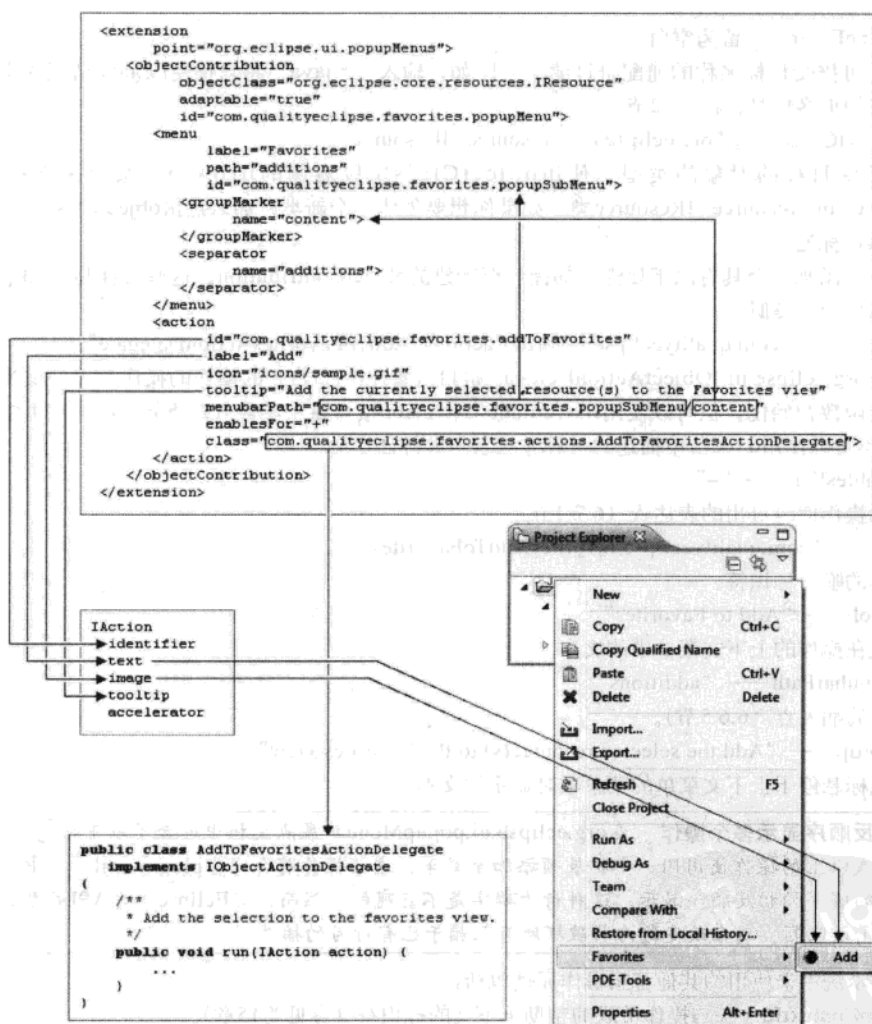 <extension
point="org.eclipse.ui.popupMenus">
<objectContribution
objectClass="org.eclipse.core.resources.IResource"
adaptable="true"
id="com.qualityeclipse.favorites.popupMenu">
<menu
label="Favorites"
path="additions"
id="com.qualityeclipse.favorites.popupSubMenu">
<groupMarker
name="content">
</groupMarker>
<separator
name="additions">
</separator>
</menu>
<action
id="com.qualityeclipse.favorites.addToFavorites"
label="Add"
icon="icons/sample.gif"
tooltip="Add the currently selected resource(s) to the Favorites view"
menubarPath="com.qualityeclipse.favorites.popupSubMenu/content"
enablesFor="+"
class="com.qualityeclipse.favorites.actions.AddToFavoritesActionDelegate">
</action>
</objectContribution>
</extension>
IAction
identifier
text
image
tooltip
accelerator
Project Explorer
New
Copy Ctrl+C
Copy Qualified Name
Paste Ctrl+V
Delete Delete
Import...
Export...
Refresh F5
Close Project
Run As
Debug As
Team
Compare With
Restore from Local History...
Favorites
Add
PDE Tools
Properties Alt+Enter
public class AddToFavoritesActionDelegate
implements IObjectActionDelegate
{
/**
* Add the selection to the favorites view.
*/
public void run(IAction action) {
...
}
}